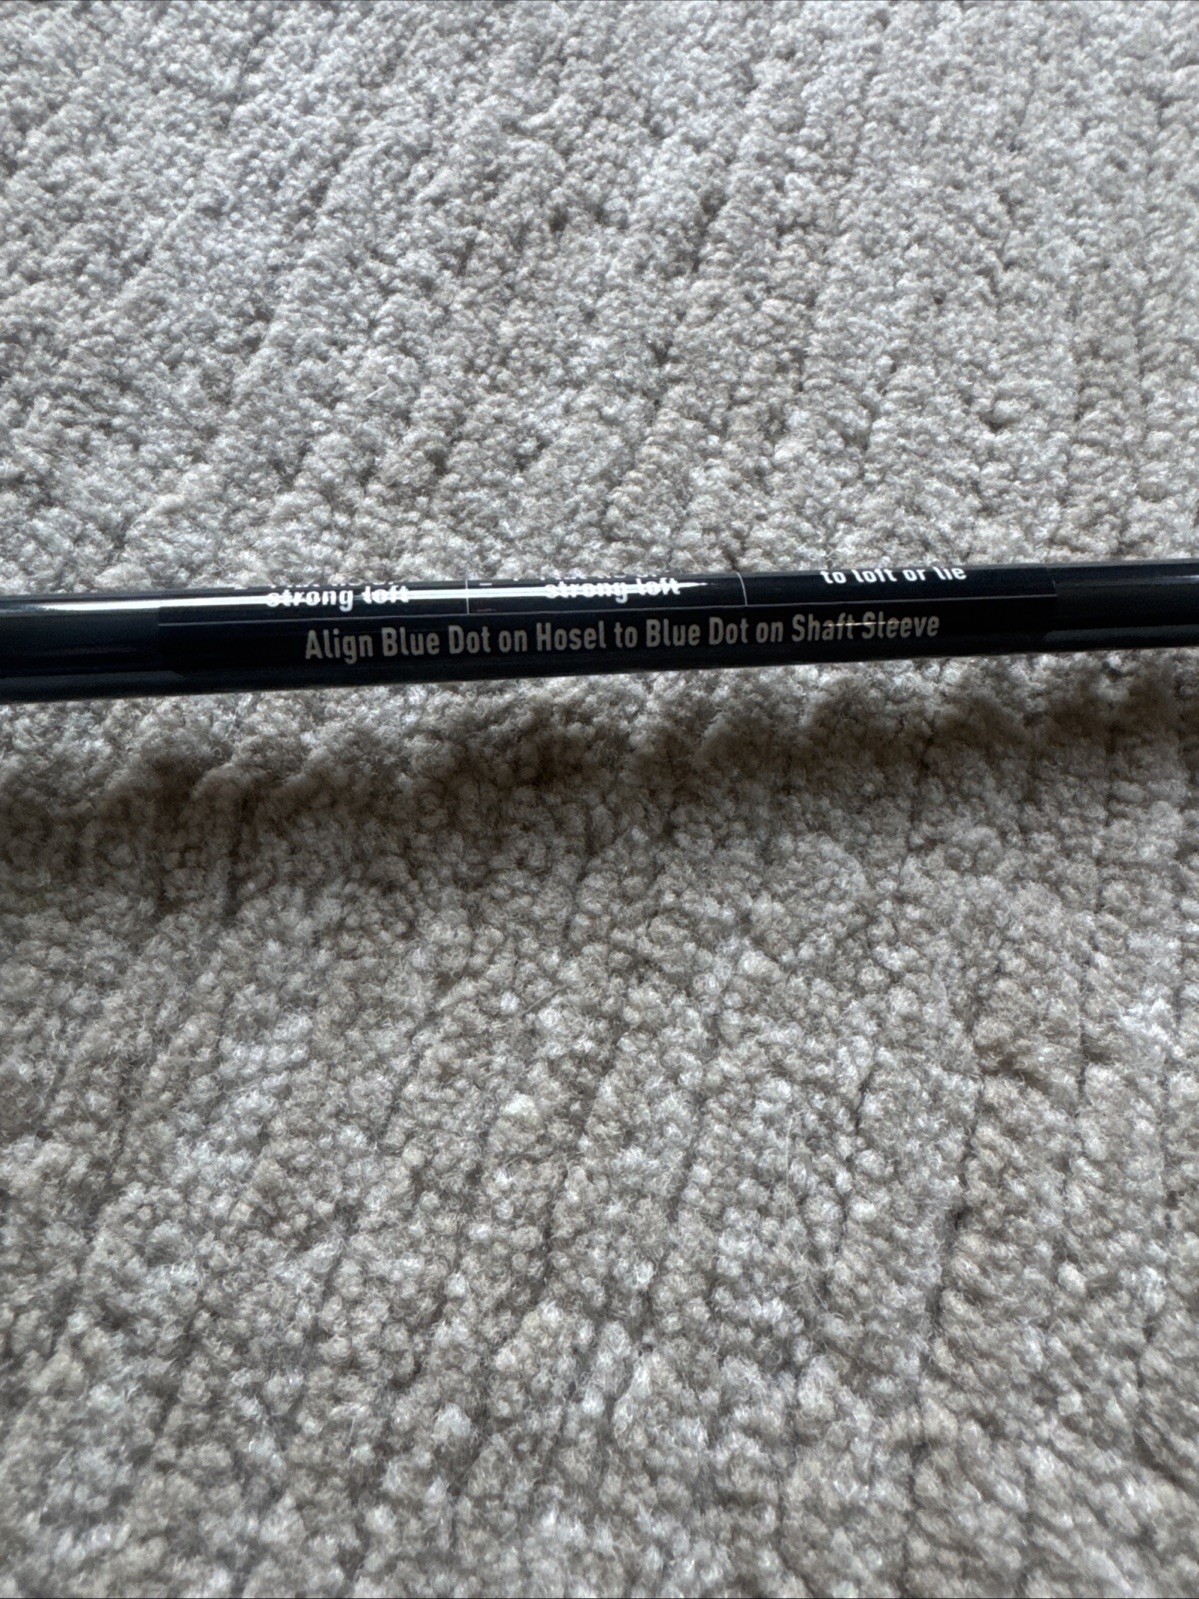 strong loft
strong loft
to loft or lie
Align Blue Dot on Hosel to Blue Dot on Shaft Sleeve